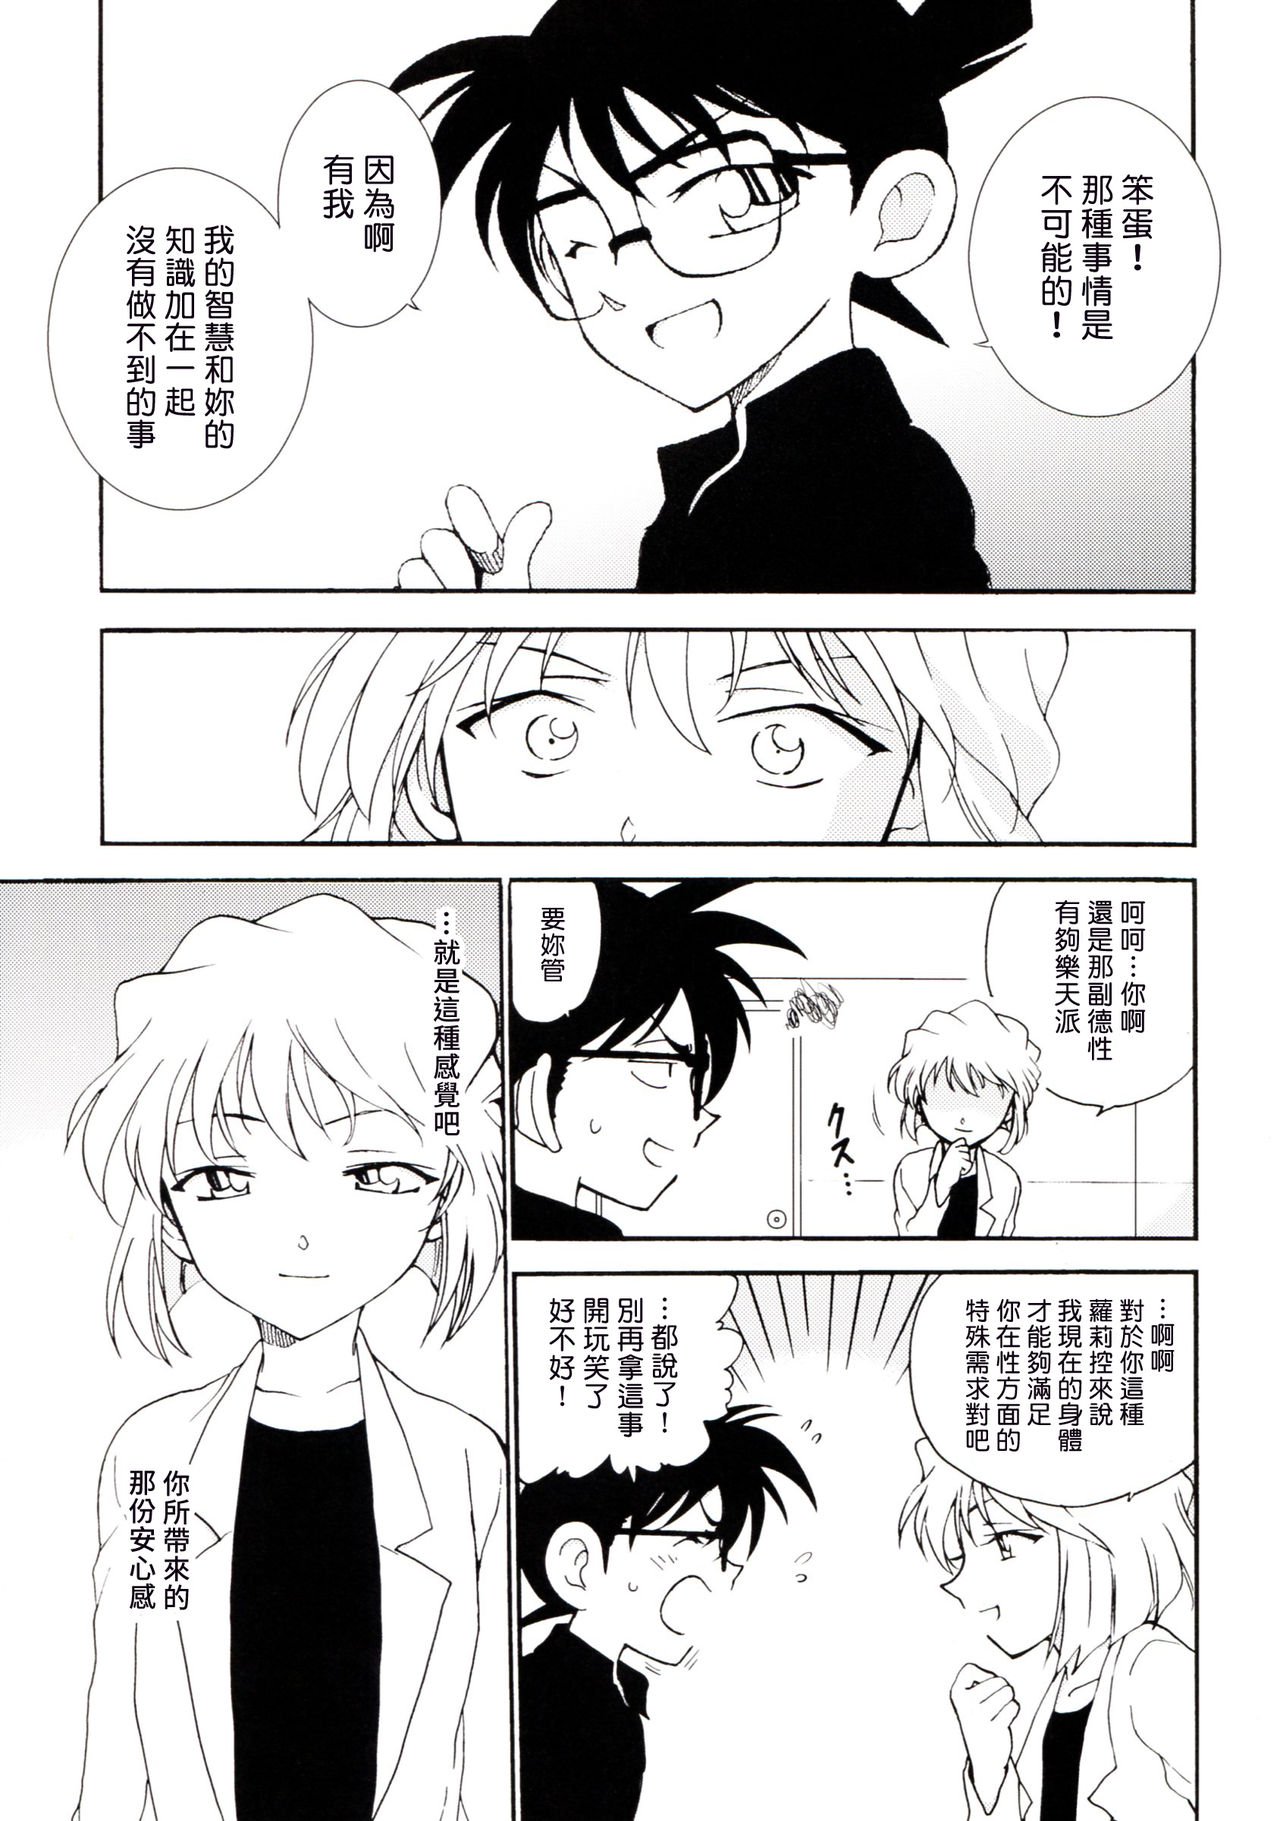 笨蛋！
那種事情是
不可能的！
因為啊
有我
我的智慧和妳的
知識加在一起
沒有做不到的事
呵呵…你啊
還是那副德性
有夠樂天派
クス…
要妳管
…啊啊
對於你這種
蘿莉控來說
我現在的身體
才能夠滿足
你在性方面的
特殊需求對吧
…都說了！
別再拿這事
開玩笑了
好不好！
…就是這種感覺吧
你所帶來的
那份安心感